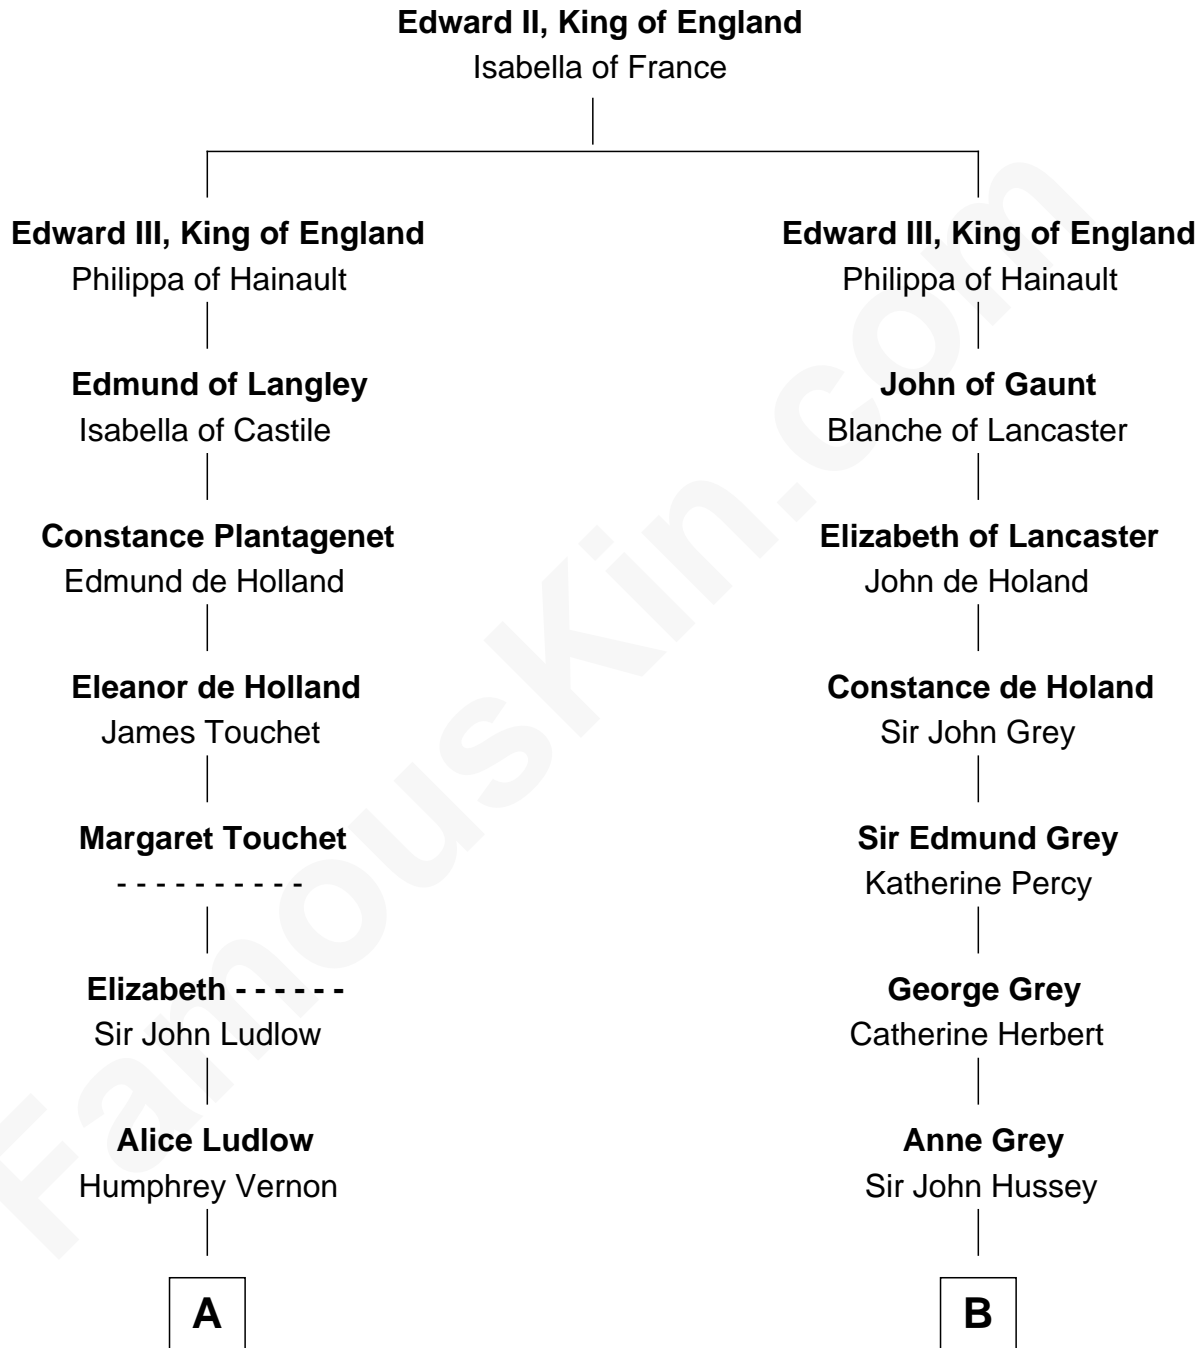 Edward II, King of England
Isabella of France
Edward III, King of England
Philippa of Hainault
Edward III, King of England
Philippa of Hainault
Edmund of Langley
Isabella of Castile
John of Gaunt
Blanche of Lancaster
Constance Plantagenet
Edmund de Holland
Elizabeth of Lancaster
John de Holand
Eleanor de Holland
James Touchet
Constance de Holand
Sir John Grey
Margaret Touchet
- - - - - - - - - -
Sir Edmund Grey
Katherine Percy
Elizabeth - - - - - -
Sir John Ludlow
George Grey
Catherine Herbert
Alice Ludlow
Humphrey Vernon
Anne Grey
Sir John Hussey
A
B
FamousKin.com